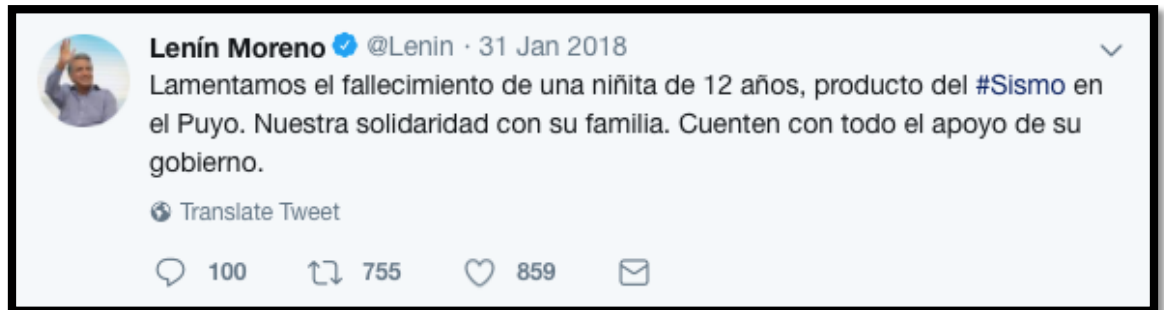 Lenín Moreno @Lenin · 31 Jan 2018
Lamentamos el fallecimiento de una niñita de 12 años, producto del #Sismo en
el Puyo. Nuestra solidaridad con su familia. Cuenten con todo el apoyo de su
gobierno.
Translate Tweet
100 755 859